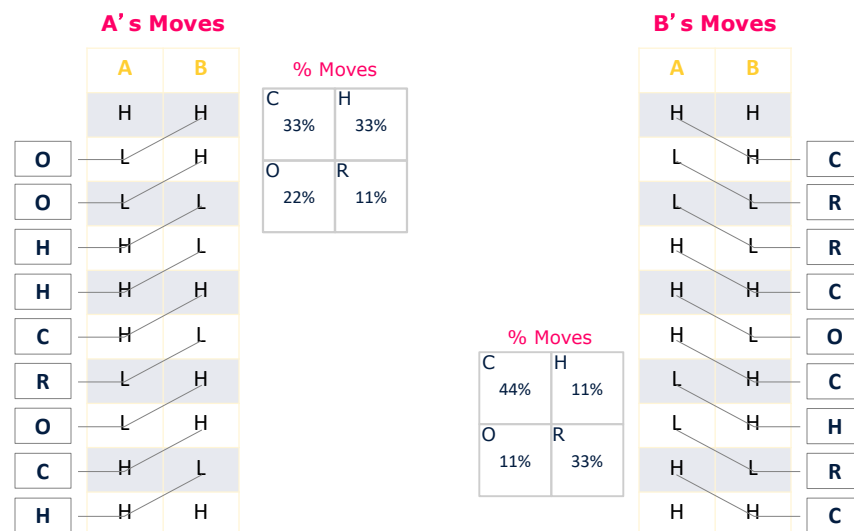 A's Moves
A B
H H
O L H
O L L
H H L
H H H
C H L
R L H
O L H
C H L
H H H
% Moves
C H
33% 33%
O R
22% 11%
B's Moves
A B
H H
L H C
L L R
H L R
H H C
H L O
L H C
L H H
H L R
H H C
% Moves
C H
44% 11%
O R
11% 33%